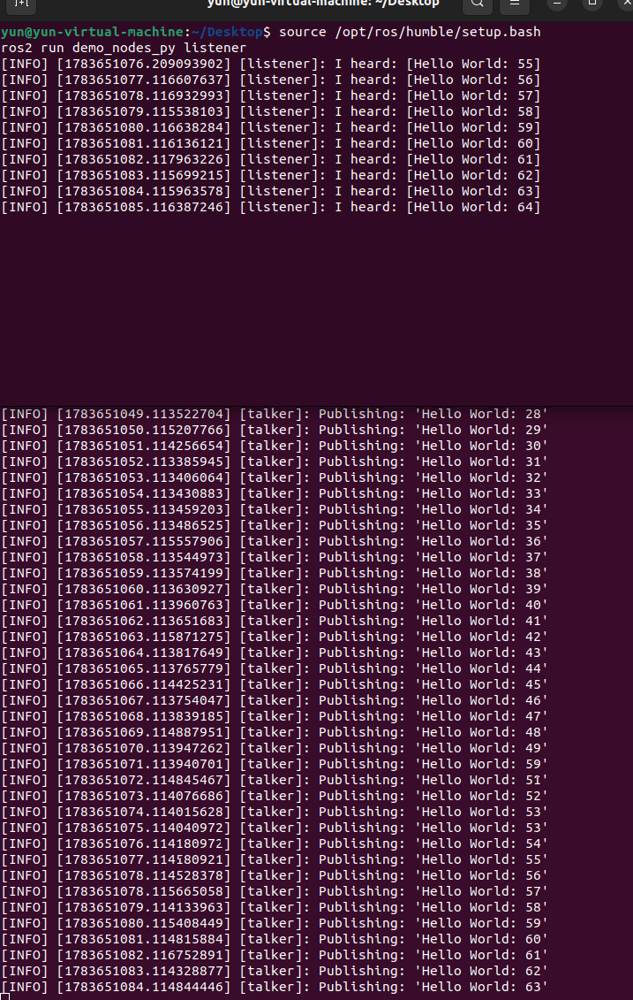 yun@yun-virtual-machine: ~/Desktop
yun@yun-virtual-machine:~/Desktop$ source /opt/ros/humble/setup.bash
ros2 run demo_nodes_py listener
[INFO] [1783651076.209093902] [listener]: I heard: [Hello World: 55]
[INFO] [1783651077.116607637] [listener]: I heard: [Hello World: 56]
[INFO] [1783651078.116932993] [listener]: I heard: [Hello World: 57]
[INFO] [1783651079.115538103] [listener]: I heard: [Hello World: 58]
[INFO] [1783651080.116638284] [listener]: I heard: [Hello World: 59]
[INFO] [1783651081.116136121] [listener]: I heard: [Hello World: 60]
[INFO] [1783651082.117963226] [listener]: I heard: [Hello World: 61]
[INFO] [1783651083.115699215] [listener]: I heard: [Hello World: 62]
[INFO] [1783651084.115963578] [listener]: I heard: [Hello World: 63]
[INFO] [1783651085.116387246] [listener]: I heard: [Hello World: 64]
[INFO] [1783651049.113522704] [talker]: Publishing: 'Hello World: 28'
[INFO] [1783651050.115207766] [talker]: Publishing: 'Hello World: 29'
[INFO] [1783651051.114256654] [talker]: Publishing: 'Hello World: 30'
[INFO] [1783651052.113385945] [talker]: Publishing: 'Hello World: 31'
[INFO] [1783651053.113406064] [talker]: Publishing: 'Hello World: 32'
[INFO] [1783651054.113430883] [talker]: Publishing: 'Hello World: 33'
[INFO] [1783651055.113459203] [talker]: Publishing: 'Hello World: 34'
[INFO] [1783651056.113486525] [talker]: Publishing: 'Hello World: 35'
[INFO] [1783651057.115557906] [talker]: Publishing: 'Hello World: 36'
[INFO] [1783651058.113544973] [talker]: Publishing: 'Hello World: 37'
[INFO] [1783651059.113574199] [talker]: Publishing: 'Hello World: 38'
[INFO] [1783651060.113630927] [talker]: Publishing: 'Hello World: 39'
[INFO] [1783651061.113960763] [talker]: Publishing: 'Hello World: 40'
[INFO] [1783651062.113651683] [talker]: Publishing: 'Hello World: 41'
[INFO] [1783651063.115871275] [talker]: Publishing: 'Hello World: 42'
[INFO] [1783651064.113817649] [talker]: Publishing: 'Hello World: 43'
[INFO] [1783651065.113765779] [talker]: Publishing: 'Hello World: 44'
[INFO] [1783651066.114425231] [talker]: Publishing: 'Hello World: 45'
[INFO] [1783651067.113754047] [talker]: Publishing: 'Hello World: 46'
[INFO] [1783651068.113839185] [talker]: Publishing: 'Hello World: 47'
[INFO] [1783651069.114887951] [talker]: Publishing: 'Hello World: 48'
[INFO] [1783651070.113947262] [talker]: Publishing: 'Hello World: 49'
[INFO] [1783651071.113940701] [talker]: Publishing: 'Hello World: 59'
[INFO] [1783651072.114845467] [talker]: Publishing: 'Hello World: 51'
[INFO] [1783651073.114076686] [talker]: Publishing: 'Hello World: 52'
[INFO] [1783651074.114015628] [talker]: Publishing: 'Hello World: 53'
[INFO] [1783651075.114040972] [talker]: Publishing: 'Hello World: 53'
[INFO] [1783651076.114180972] [talker]: Publishing: 'Hello World: 54'
[INFO] [1783651077.114180921] [talker]: Publishing: 'Hello World: 55'
[INFO] [1783651078.114528378] [talker]: Publishing: 'Hello World: 56'
[INFO] [1783651078.115665058] [talker]: Publishing: 'Hello World: 57'
[INFO] [1783651079.114133963] [talker]: Publishing: 'Hello World: 58'
[INFO] [1783651080.115408449] [talker]: Publishing: 'Hello World: 59'
[INFO] [1783651081.114815884] [talker]: Publishing: 'Hello World: 60'
[INFO] [1783651082.116752891] [talker]: Publishing: 'Hello World: 61'
[INFO] [1783651083.114328877] [talker]: Publishing: 'Hello World: 62'
[INFO] [1783651084.114844446] [talker]: Publishing: 'Hello World: 63'